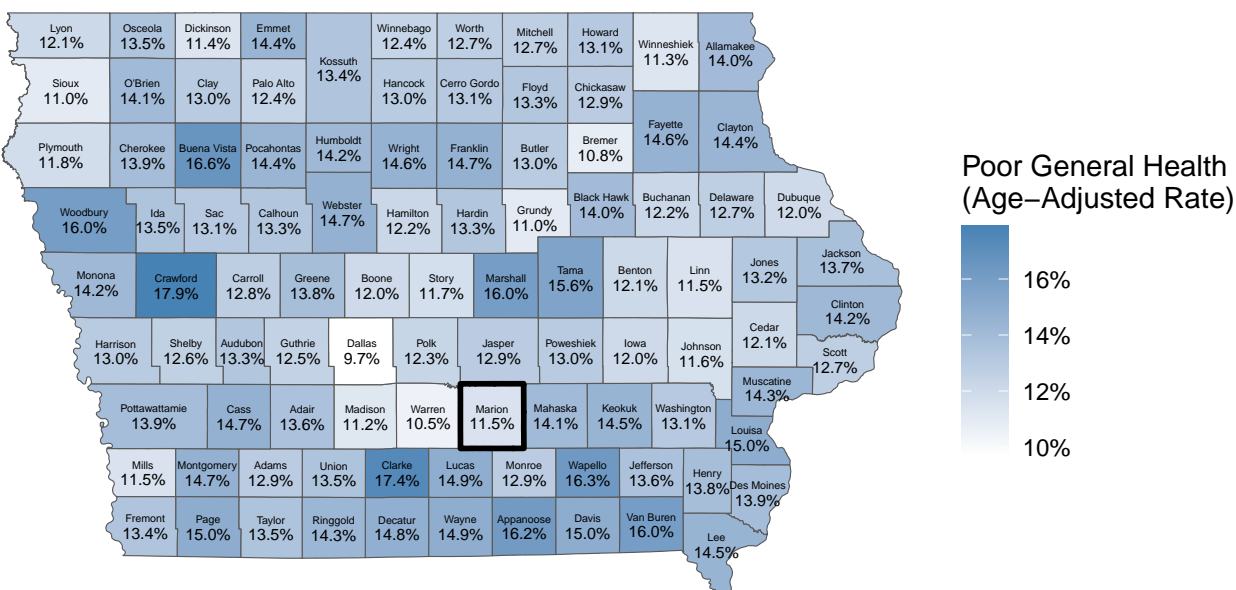 Lyon
12.1%
Osceola
13.5%
Dickinson
11.4%
Emmet
14.4%
Kossuth
13.4%
Winnebago
12.4%
Worth
12.7%
Mitchell
12.7%
Howard
13.1%
Winneshiek
11.3%
Allamakee
14.0%
Sioux
11.0%
O'Brien
14.1%
Clay
13.0%
Palo Alto
12.4%
Hancock
13.0%
Cerro Gordo
13.1%
Floyd
13.3%
Chickasaw
12.9%
Fayette
14.6%
Clayton
14.4%
Plymouth
11.8%
Cherokee
13.9%
Buena Vista
16.6%
Pocahontas
14.4%
Humboldt
14.2%
Wright
14.6%
Franklin
14.7%
Butler
13.0%
Bremer
10.8%
Woodbury
16.0%
Ida
13.5%
Sac
13.1%
Calhoun
13.3%
Webster
14.7%
Hamilton
12.2%
Hardin
13.3%
Grundy
11.0%
Black Hawk
14.0%
Buchanan
12.2%
Delaware
12.7%
Dubuque
12.0%
Monona
14.2%
Crawford
17.9%
Carroll
12.8%
Greene
13.8%
Boone
12.0%
Story
11.7%
Marshall
16.0%
Tama
15.6%
Benton
12.1%
Linn
11.5%
Jones
13.2%
Jackson
13.7%
Clinton
14.2%
Harrison
13.0%
Shelby
12.6%
Audubon
13.3%
Guthrie
12.5%
Dallas
9.7%
Polk
12.3%
Jasper
12.9%
Poweshiek
13.0%
Iowa
12.0%
Johnson
11.6%
Cedar
12.1%
Scott
12.7%
Muscatine
14.3%
Pottawattamie
13.9%
Cass
14.7%
Adair
13.6%
Madison
11.2%
Warren
10.5%
Marion
11.5%
Mahaska
14.1%
Keokuk
14.5%
Washington
13.1%
Louisa
15.0%
Mills
11.5%
Montgomery
14.7%
Adams
12.9%
Union
13.5%
Clarke
17.4%
Lucas
14.9%
Monroe
12.9%
Wapello
16.3%
Jefferson
13.6%
Henry
13.8%
Des Moines
13.9%
Fremont
13.4%
Page
15.0%
Taylor
13.5%
Ringgold
14.3%
Decatur
14.8%
Wayne
14.9%
Appanoose
16.2%
Davis
15.0%
Van Buren
16.0%
Lee
14.5%
Poor General Health
(Age−Adjusted Rate)
16%
14%
12%
10%